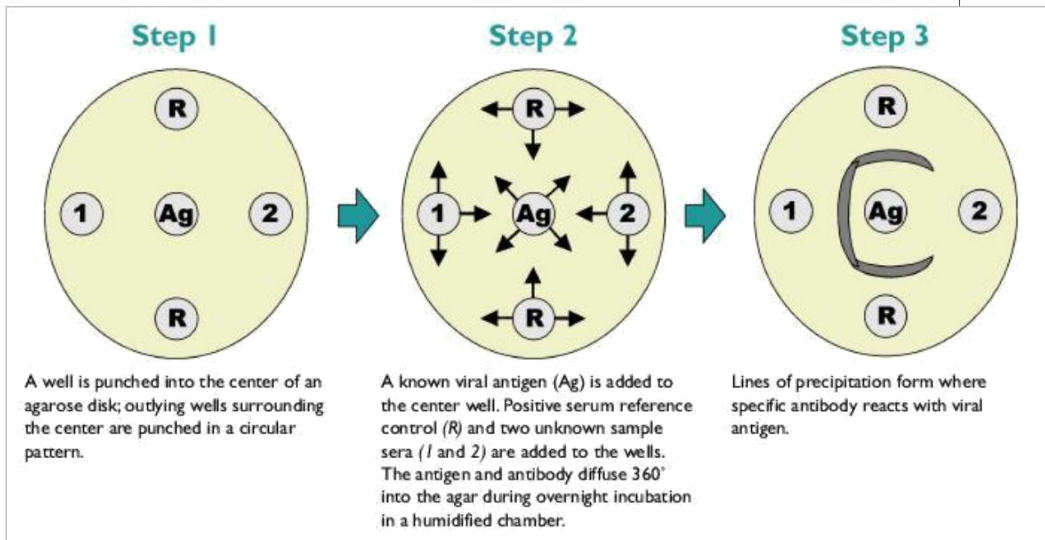 Step 1
Step 2
Step 3
R
1
Ag
2
R
R
1
Ag
2
R
R
1
Ag
2
R
A well is punched into the center of an
agarose disk; outlying wells surrounding
the center are punched in a circular
pattern.
A known viral antigen (Ag) is added to
the center well. Positive serum reference
control (R) and two unknown sample
sera (1 and 2) are added to the wells.
The antigen and antibody diffuse 360°
into the agar during overnight incubation
in a humidified chamber.
Lines of precipitation form where
specific antibody reacts with viral
antigen.